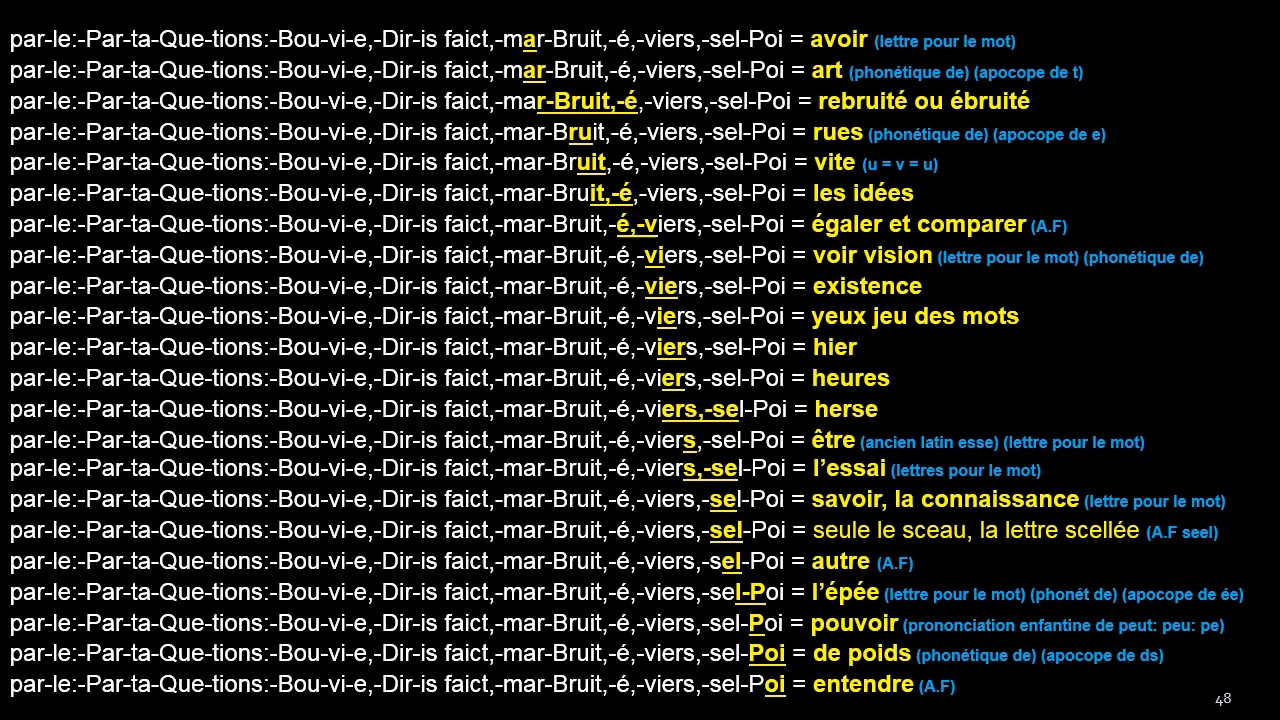 par-le:-Par-ta-Que-tions:-Bou-vi-e,-Dir-is faict,-mar-Bruit,-é,-viers,-sel-Poi = avoir (lettre pour le mot)
par-le:-Par-ta-Que-tions:-Bou-vi-e,-Dir-is faict,-mar-Bruit,-é,-viers,-sel-Poi = art (phonétique de) (apocope de t)
par-le:-Par-ta-Que-tions:-Bou-vi-e,-Dir-is faict,-mar-Bruit,-é,-viers,-sel-Poi = rebruité ou ébruité
par-le:-Par-ta-Que-tions:-Bou-vi-e,-Dir-is faict,-mar-Bruit,-é,-viers,-sel-Poi = rues (phonétique de) (apocope de e)
par-le:-Par-ta-Que-tions:-Bou-vi-e,-Dir-is faict,-mar-Bruit,-é,-viers,-sel-Poi = vite (u = v = u)
par-le:-Par-ta-Que-tions:-Bou-vi-e,-Dir-is faict,-mar-Bruit,-é,-viers,-sel-Poi = les idées
par-le:-Par-ta-Que-tions:-Bou-vi-e,-Dir-is faict,-mar-Bruit,-é,-viers,-sel-Poi = égaler et comparer (A.F)
par-le:-Par-ta-Que-tions:-Bou-vi-e,-Dir-is faict,-mar-Bruit,-é,-viers,-sel-Poi = voir vision (lettre pour le mot) (phonétique de)
par-le:-Par-ta-Que-tions:-Bou-vi-e,-Dir-is faict,-mar-Bruit,-é,-viers,-sel-Poi = existence
par-le:-Par-ta-Que-tions:-Bou-vi-e,-Dir-is faict,-mar-Bruit,-é,-viers,-sel-Poi = yeux jeu des mots
par-le:-Par-ta-Que-tions:-Bou-vi-e,-Dir-is faict,-mar-Bruit,-é,-viers,-sel-Poi = hier
par-le:-Par-ta-Que-tions:-Bou-vi-e,-Dir-is faict,-mar-Bruit,-é,-viers,-sel-Poi = heures
par-le:-Par-ta-Que-tions:-Bou-vi-e,-Dir-is faict,-mar-Bruit,-é,-viers,-sel-Poi = herse
par-le:-Par-ta-Que-tions:-Bou-vi-e,-Dir-is faict,-mar-Bruit,-é,-viers,-sel-Poi = être (ancien latin esse) (lettre pour le mot)
par-le:-Par-ta-Que-tions:-Bou-vi-e,-Dir-is faict,-mar-Bruit,-é,-viers,-sel-Poi = l’essai (lettres pour le mot)
par-le:-Par-ta-Que-tions:-Bou-vi-e,-Dir-is faict,-mar-Bruit,-é,-viers,-sel-Poi = savoir, la connaissance (lettre pour le mot)
par-le:-Par-ta-Que-tions:-Bou-vi-e,-Dir-is faict,-mar-Bruit,-é,-viers,-sel-Poi = seule le sceau, la lettre scellée (A.F seel)
par-le:-Par-ta-Que-tions:-Bou-vi-e,-Dir-is faict,-mar-Bruit,-é,-viers,-sel-Poi = autre (A.F)
par-le:-Par-ta-Que-tions:-Bou-vi-e,-Dir-is faict,-mar-Bruit,-é,-viers,-sel-Poi = l’épée (lettre pour le mot) (phonét de) (apocope de ée)
par-le:-Par-ta-Que-tions:-Bou-vi-e,-Dir-is faict,-mar-Bruit,-é,-viers,-sel-Poi = pouvoir (prononciation enfantine de peut: peu: pe)
par-le:-Par-ta-Que-tions:-Bou-vi-e,-Dir-is faict,-mar-Bruit,-é,-viers,-sel-Poi = de poids (phonétique de) (apocope de ds)
par-le:-Par-ta-Que-tions:-Bou-vi-e,-Dir-is faict,-mar-Bruit,-é,-viers,-sel-Poi = entendre (A.F)
48